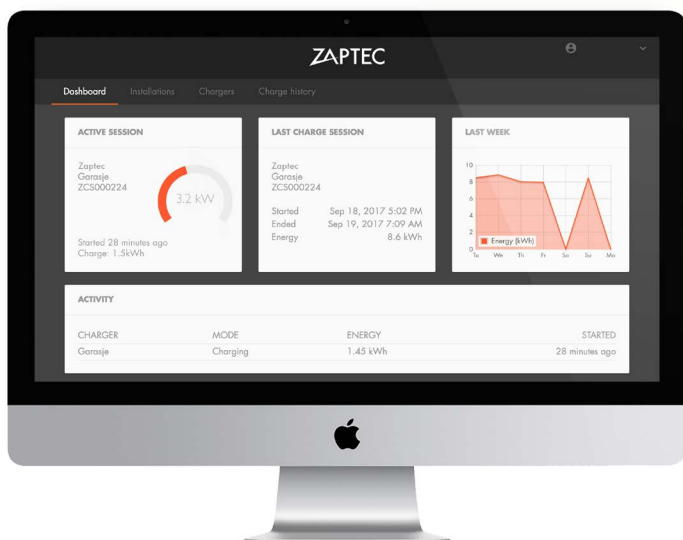 ZAPTEC
Dashboard Installations Chargers Charge history
ACTIVE SESSION
Zaptec
Garasje
ZCS000224
3.2 kW
Started 28 minutes ago
Charge: 1.5kWh
LAST CHARGE SESSION
Zaptec
Garasje
ZCS000224
Started Sep 18, 2017 5:02 PM
Ended Sep 19, 2017 7:09 AM
Energy 8.6 kWh
LAST WEEK
10
8
6
4
2
0
Energy (kWh)
Tu We Th Fr Sa Su Mo
ACTIVITY
CHARGER MODE ENERGY STARTED
Garasje Charging 1.45 kWh 28 minutes ago